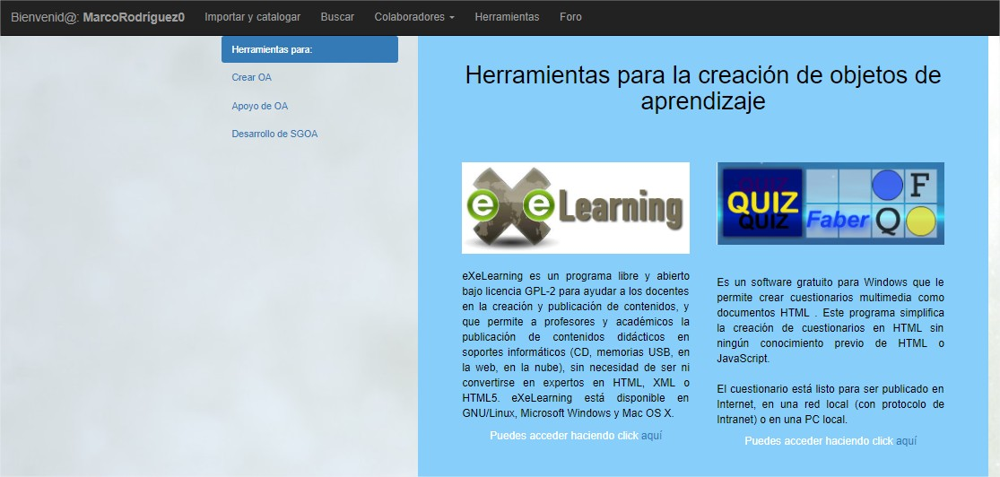 Bienvenid@: MarcoRodriguez0 Importar y catalogar Buscar Colaboradores Herramientas Foro
Herramientas para:
Crear OA
Apoyo de OA
Desarrollo de SGOA
Herramientas para la creación de objetos de
aprendizaje
eXe Learning
eXeLearning es un programa libre y abierto
bajo licencia GPL-2 para ayudar a los docentes
en la creación y publicación de contenidos, y
que permite a profesores y académicos la
publicación de contenidos didácticos en
soportes informáticos (CD, memorias USB, en
la web, en la nube), sin necesidad de ser ni
convertirse en expertos en HTML, XML o
HTML5. eXeLearning está disponible en
GNU/Linux, Microsoft Windows y Mac OS X.
Puedes acceder haciendo click aquí
QUIZ
QUIZ
QUIZ
Faber
F
Q
Es un software gratuito para Windows que le
permite crear cuestionarios multimedia como
documentos HTML . Este programa simplifica
la creación de cuestionarios en HTML sin
ningún conocimiento previo de HTML o
JavaScript.
El cuestionario está listo para ser publicado en
Internet, en una red local (con protocolo de
Intranet) o en una PC local.
Puedes acceder haciendo click aquí